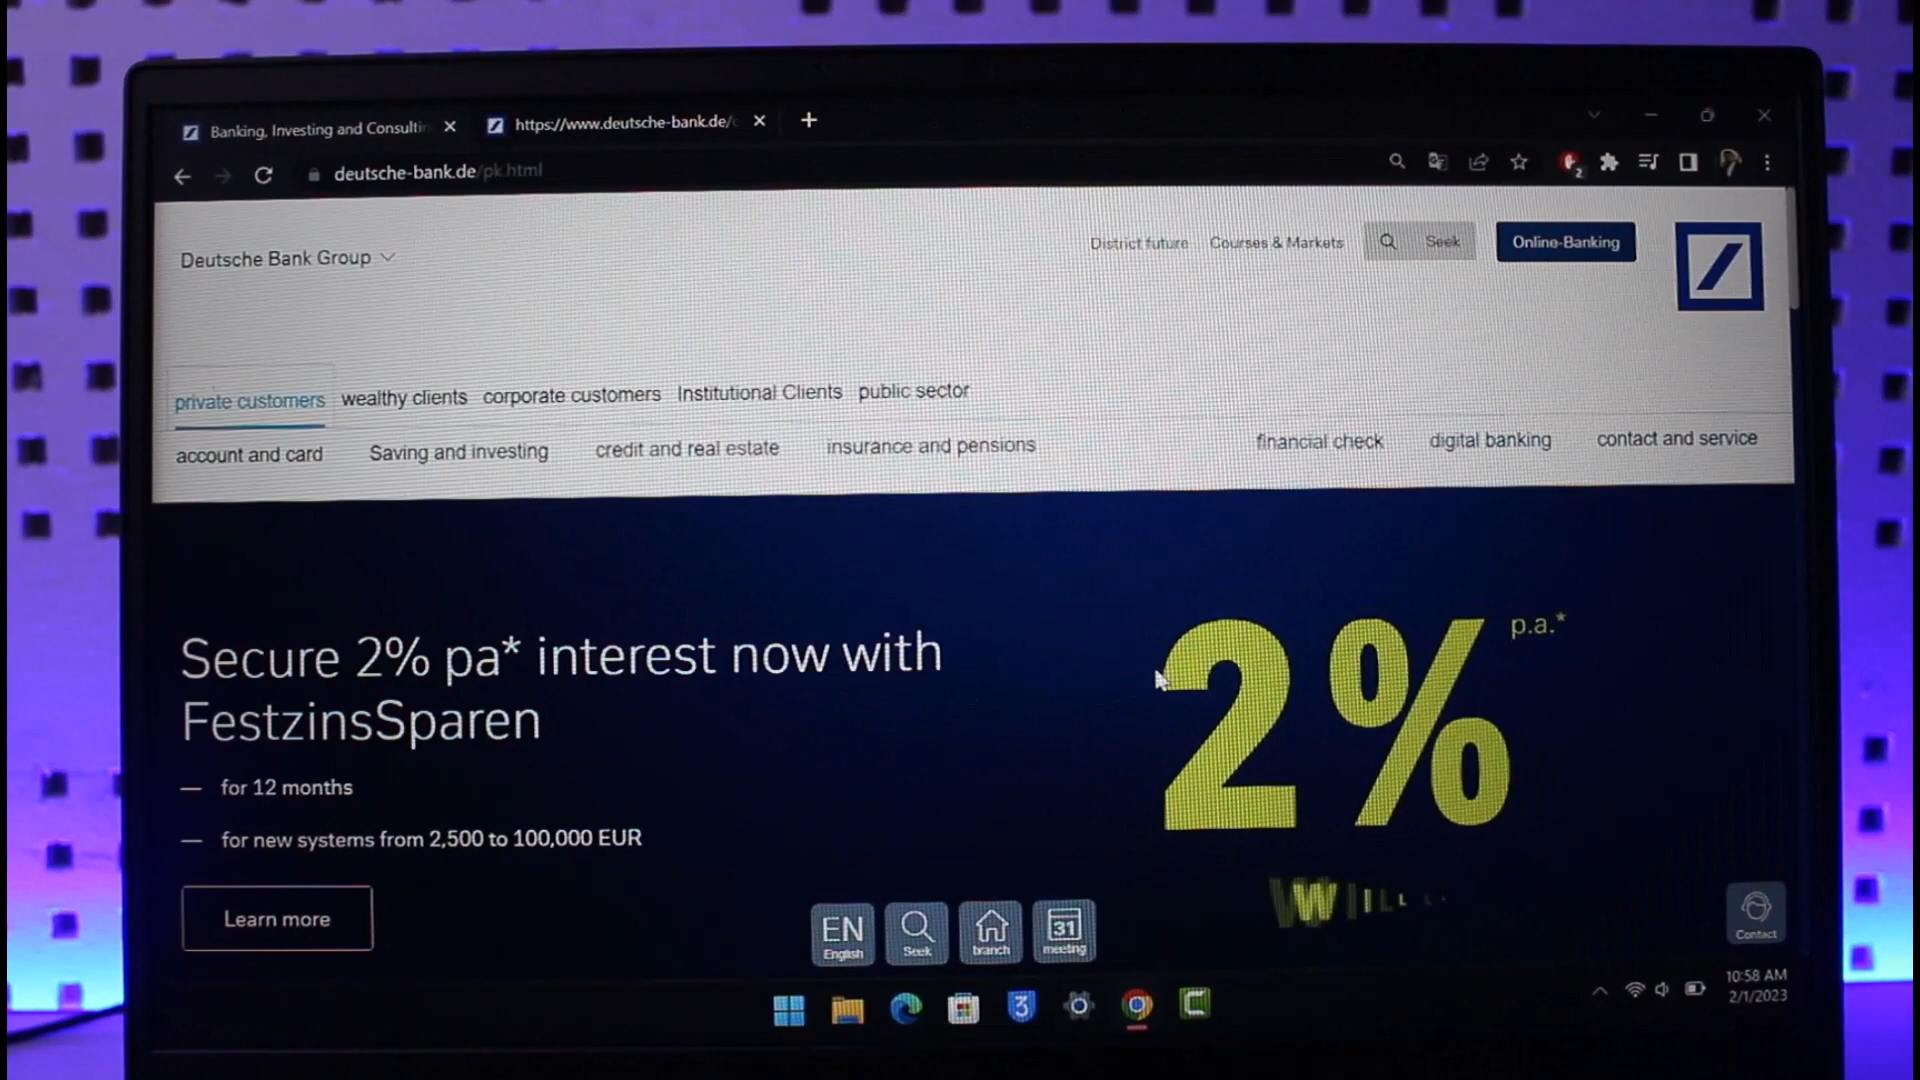 Banking, Investing and Consultin
https://www.deutsche-bank.de/
deutsche-bank.de/pk.html
2
Deutsche Bank Group
District future
Courses & Markets
Seek
Online-Banking
private customers
wealthy clients
corporate customers
Institutional Clients
public sector
account and card
Saving and investing
credit and real estate
insurance and pensions
financial check
digital banking
contact and service
Secure 2% pa* interest now with
FestzinsSparen
2%
p.a.*
— for 12 months
— for new systems from 2,500 to 100,000 EUR
Learn more
EN
English
Seek
branch
31
meeting
Contact
3
10:58 AM
2/1/2023